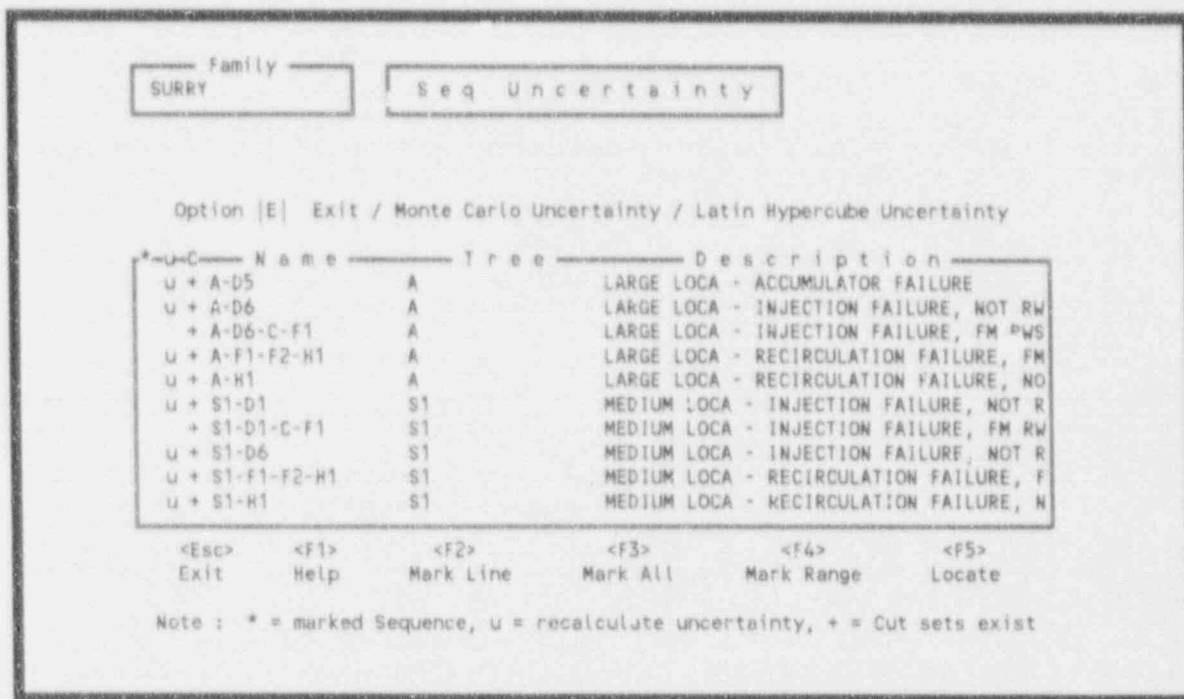 Family
SURRY
Seq Uncertainty
Option |E| Exit / Monte Carlo Uncertainty / Latin Hypercube Uncertainty
*-u-C Name Tree Description
u + A-D5 A LARGE LOCA - ACCUMULATOR FAILURE
u + A-D6 A LARGE LOCA - INJECTION FAILURE, NOT RW
+ A-D6-C-F1 A LARGE LOCA - INJECTION FAILURE, FM PWS
u + A-F1-F2-H1 A LARGE LOCA - RECIRCULATION FAILURE, FM
u + A-H1 A LARGE LOCA - RECIRCULATION FAILURE, NO
u + S1-D1 S1 MEDIUM LOCA - INJECTION FAILURE, NOT R
+ S1-D1-C-F1 S1 MEDIUM LOCA - INJECTION FAILURE, FM RW
u + S1-D6 S1 MEDIUM LOCA - INJECTION FAILURE, NOT R
u + S1-F1-F2-H1 S1 MEDIUM LOCA - RECIRCULATION FAILURE, F
u + S1-H1 S1 MEDIUM LOCA - RECIRCULATION FAILURE, N
<Esc> <F1> <F2> <F3> <F4> <F5>
Exit Help Mark Line Mark All Mark Range Locate
Note : * = marked Sequence, u = recalculate uncertainty, + = Cut sets exist